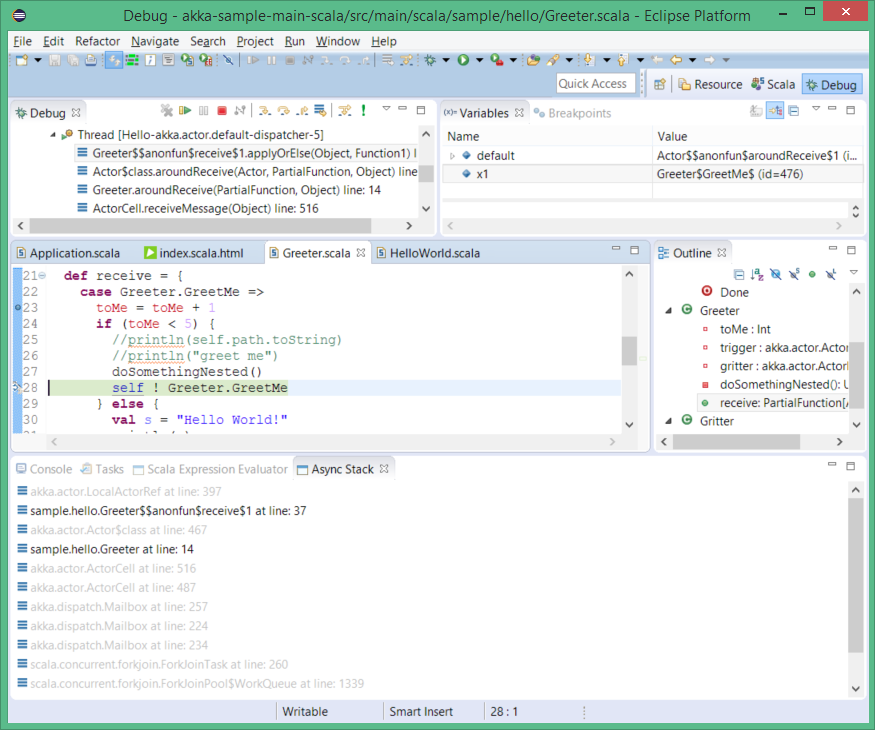 Debug - akka-sample-main-scala/src/main/scala/sample/hello/Greeter.scala - Eclipse Platform
File Edit Refactor Navigate Search Project Run Window Help
Quick Access Resource Scala Debug
Debug
Thread [Hello-akka.actor.default-dispatcher-5]
Greeter$$anonfun$receive$1.applyOrElse(Object, Function1) l
Actor$class.aroundReceive(Actor, PartialFunction, Object) line
Greeter.aroundReceive(PartialFunction, Object) line: 14
ActorCell.receiveMessage(Object) line: 516
(x)= Variables Breakpoints
Name Value
default Actor$$anonfun$aroundReceive$1 (i...
x1 Greeter$GreetMe$ (id=476)
Application.scala index.scala.html Greeter.scala HelloWorld.scala
21 def receive = {
22 case Greeter.GreetMe =>
23 toMe = toMe + 1
24 if (toMe < 5) {
25 //println(self.path.toString)
26 //println("greet me")
27 doSomethingNested()
28 self ! Greeter.GreetMe
29 } else {
30 val s = "Hello World!"
Outline
Done
Greeter
toMe : Int
trigger : akka.actor.Actor
gritter : akka.actor.Actor
doSomethingNested(): U
receive: PartialFunction[A
Gritter
Console Tasks Scala Expression Evaluator Async Stack
akka.actor.LocalActorRef at line: 397
sample.hello.Greeter$$anonfun$receive$1 at line: 37
akka.actor.Actor$class at line: 467
sample.hello.Greeter at line: 14
akka.actor.ActorCell at line: 516
akka.actor.ActorCell at line: 487
akka.dispatch.Mailbox at line: 257
akka.dispatch.Mailbox at line: 224
akka.dispatch.Mailbox at line: 234
scala.concurrent.forkjoin.ForkJoinTask at line: 260
scala.concurrent.forkjoin.ForkJoinPool$WorkQueue at line: 1339
Writable Smart Insert 28 : 1